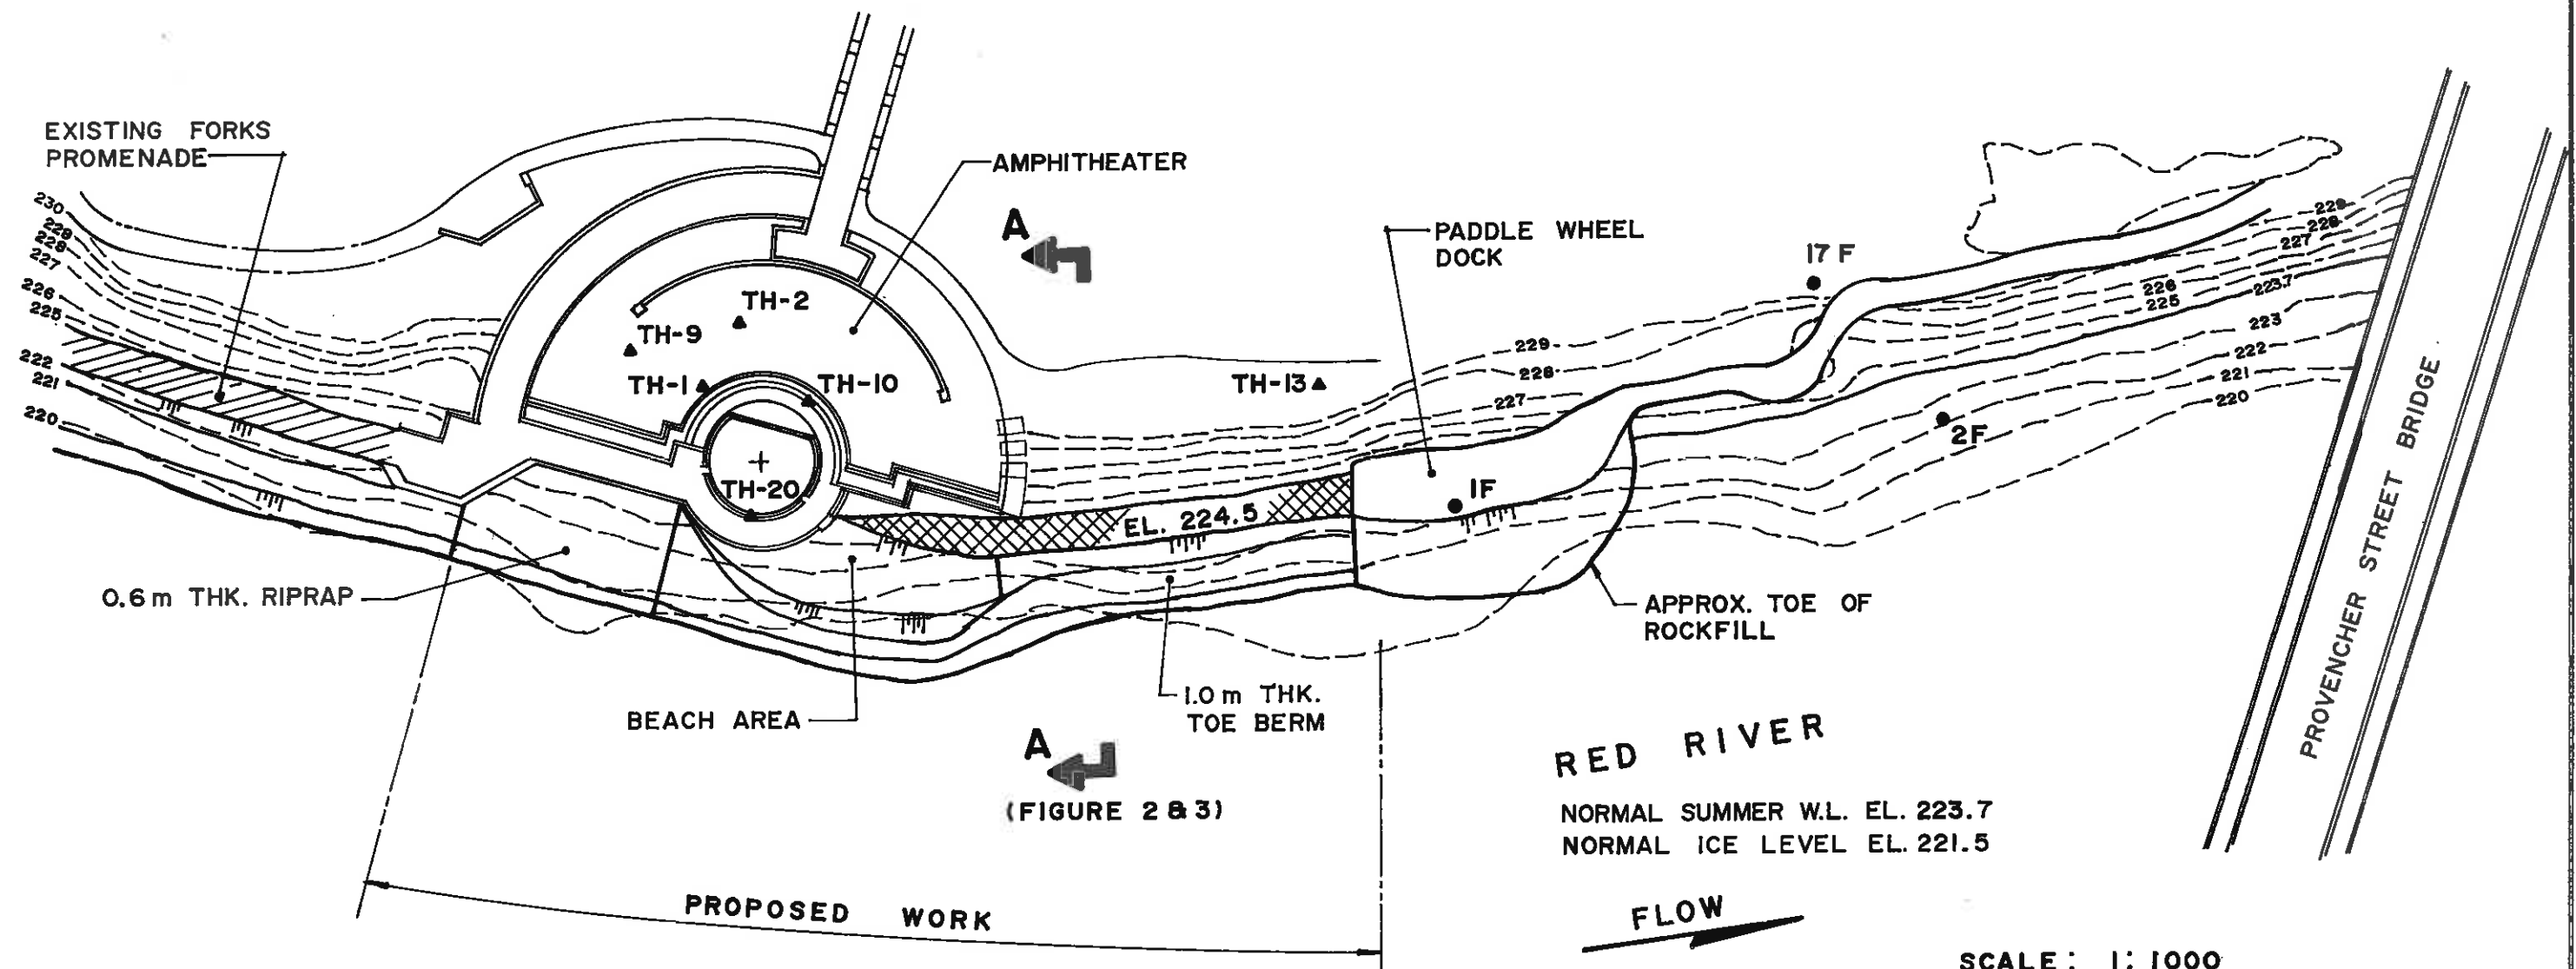 EXISTING FORKS
PROMENADE
AMPHITHEATER
A
PADDLE WHEEL
DOCK
17 F
230
229
228
227
226
225
222
221
220
TH-2
TH-9
TH-1
TH-10
TH-13
TH-20
229
228
227
229
228
227
226
225
223.7
223
222
221
220
2F
1F
EL. 224.5
0.6 m THK. RIPRAP
APPROX. TOE OF
ROCKFILL
BEACH AREA
1.0 m THK.
TOE BERM
A
(FIGURE 2 & 3)
PROVENCHER STREET BRIDGE
RED RIVER
NORMAL SUMMER W.L. EL. 223.7
NORMAL ICE LEVEL EL. 221.5
PROPOSED WORK
FLOW
SCALE: 1: 1000